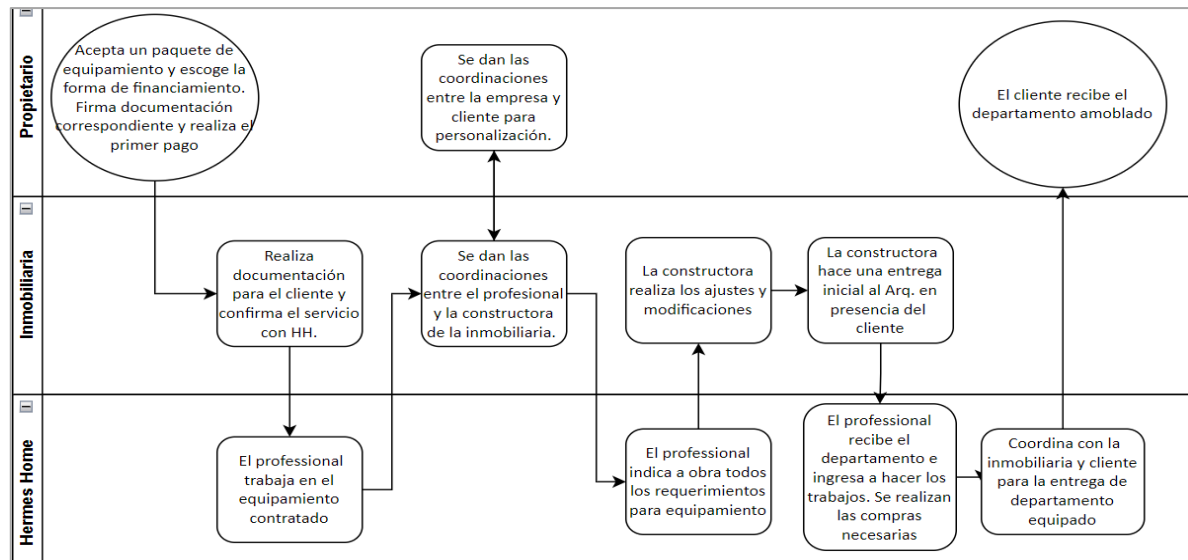 Propietario
Acepta un paquete de
equipamiento y escoge la
forma de financiamiento.
Firma documentación
correspondiente y realiza el
primer pago
Se dan las
coordinaciones
entre la empresa y
cliente para
personalización.
El cliente recibe el
departamento amoblado
Inmobiliaria
Realiza
documentación
para el cliente y
confirma el servicio
con HH.
Se dan las
coordinaciones
entre el profesional
y la constructora
de la inmobiliaria.
La constructora
realiza los ajustes y
modificaciones
La constructora
hace una entrega
inicial al Arq. en
presencia del
cliente
Hermes Home
El professional
trabaja en el
equipamiento
contratado
El professional
indica a obra todos
los requerimientos
para equipamiento
El professional
recibe el
departamento e
ingresa a hacer los
trabajos. Se realizan
las compras
necesarias
Coordina con la
inmobiliaria y cliente
para la entrega de
departamento
equipado